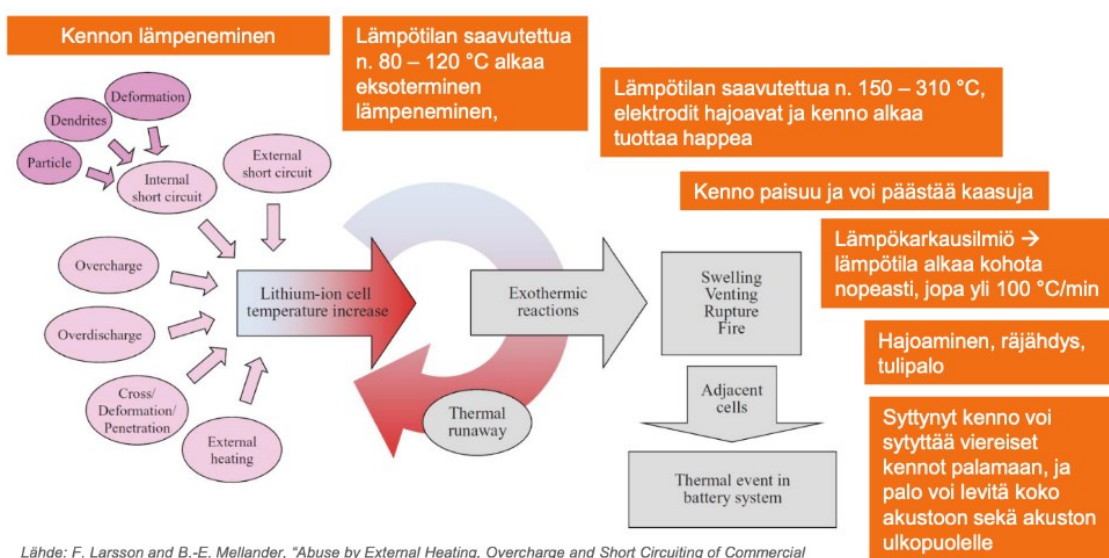 Kennon lämpeneminen
Lämpötilan saavutettua
n. 80 – 120 °C alkaa
eksoterminen
lämpeneminen,
Lämpötilan saavutettua n. 150 – 310 °C,
elektrodit hajoavat ja kenno alkaa
tuottaa happea
Kenno paisuu ja voi päästää kaasuja
Lämpökarkausilmiö →
lämpötila alkaa kohota
nopeasti, jopa yli 100 °C/min
Hajoaminen, räjähdys,
tulipalo
Syttynyt kenno voi
sytyttää viereiset
kennot palamaan, ja
palo voi levitä koko
akustoon sekä akuston
ulkopuolelle
Deformation
Dendrites
Particle
Internal
short circuit
External
short circuit
Overcharge
Overdischarge
Cross/
Deformation/
Penetration
External
heating
Lithium-ion cell
temperature increase
Exothermic
reactions
Thermal
runaway
Swelling
Venting
Rupture
Fire
Adjacent
cells
Thermal event in
battery system
Lähde: F. Larsson and B.-E. Mellander, "Abuse by External Heating, Overcharge and Short Circuiting of Commercial